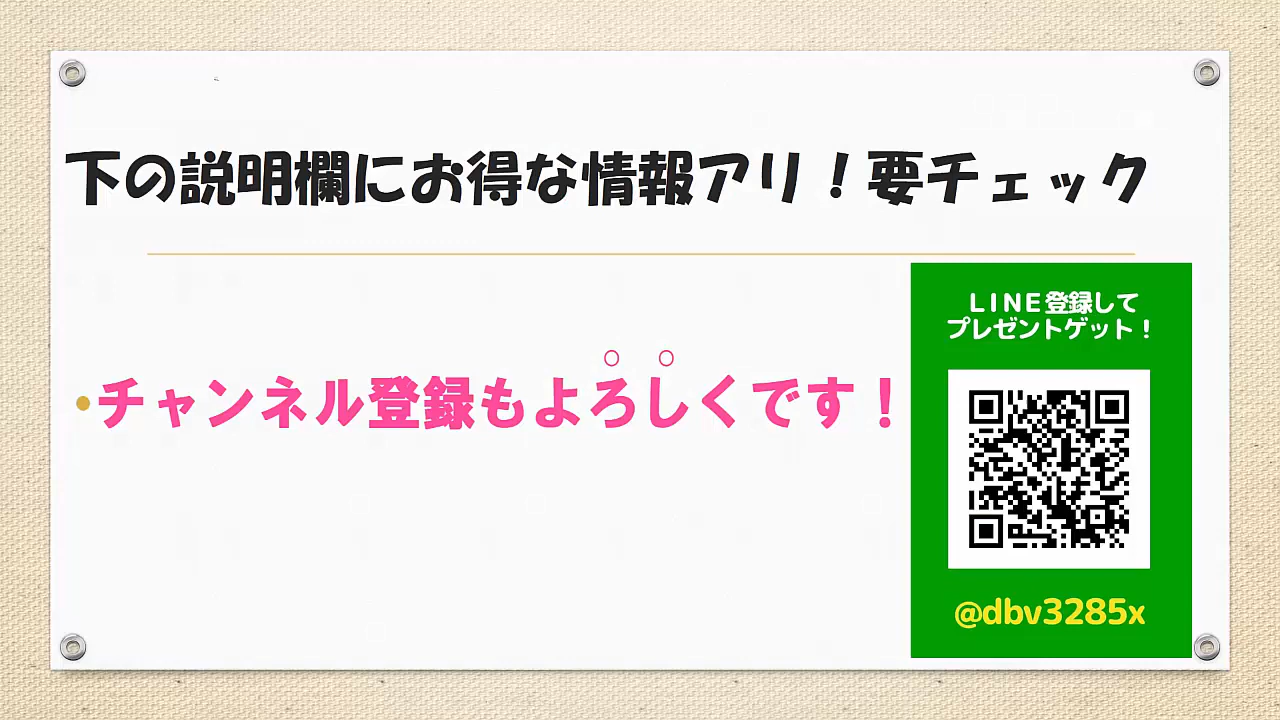 下の説明欄にお得な情報アリ！要チェック
•チャンネル登録もよろしくです！
LINE登録して
プレゼントゲット！
@dbv3285x